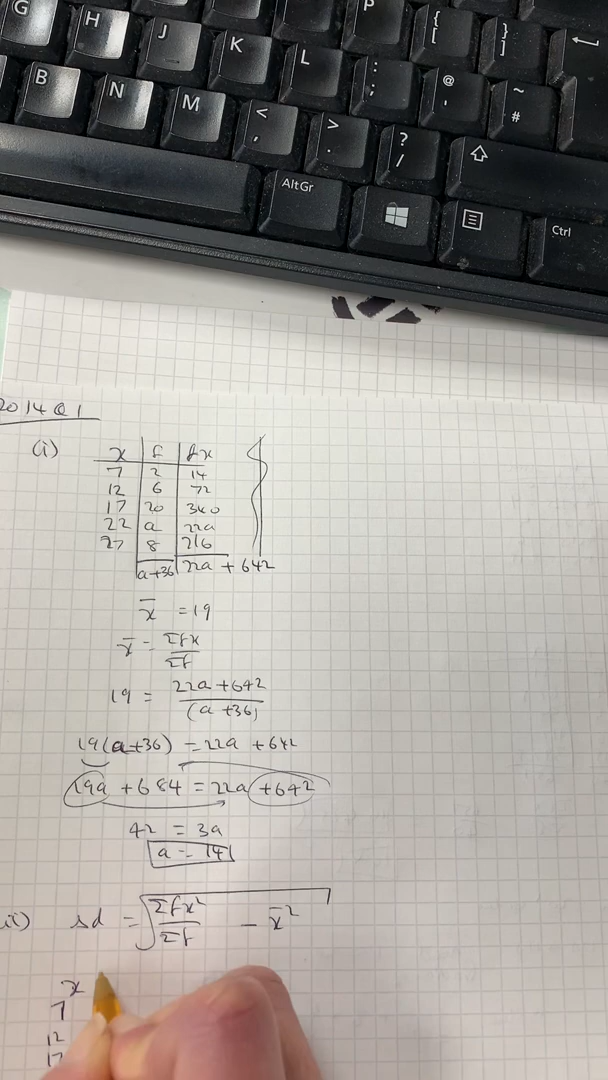 G H J K L : ; @ ' ~ # { [ } ] P
B N M < , > . ? /
AltGr Ctrl
2014 Q1
(i) x f fx
7 2 14
12 6 72
17 20 340
22 a 22a
27 8 216
a+36 22a + 642
x̄ = 19
x̄ = Σfx / Σf
19 = 22a+642 / (a+36)
19(a+36) = 22a + 642
19a + 684 = 22a + 642
42 = 3a
a = 14
ii) sd = √ Σfx² / Σf - x̄²
x
7
12
17